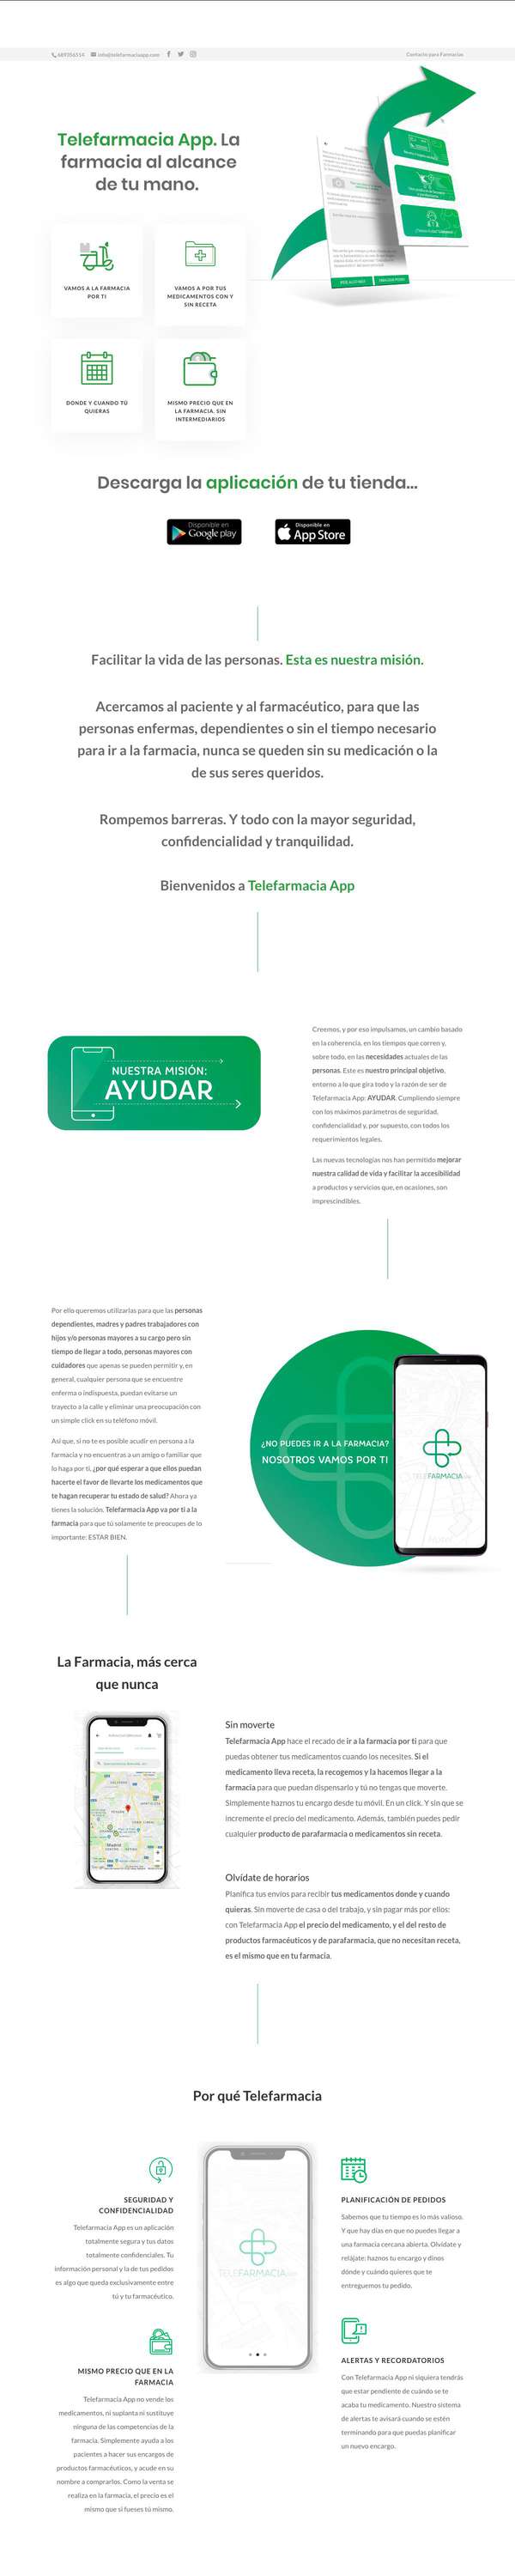 689356514 info@telefarmaciaapp.com
Contacto para Farmacias
Telefarmacia App. La
farmacia al alcance
de tu mano.
VAMOS A LA FARMACIA
POR TI
VAMOS A POR TUS
MEDICAMENTOS CON Y
SIN RECETA
DONDE Y CUANDO TÚ
QUIERAS
MISMO PRECIO QUE EN
LA FARMACIA. SIN
INTERMEDIARIOS
Descarga la aplicación de tu tienda...
Disponible en
Google play
Disponible en
App Store
Facilitar la vida de las personas. Esta es nuestra misión.
Acercamos al paciente y al farmacéutico, para que las
personas enfermas, dependientes o sin el tiempo necesario
para ir a la farmacia, nunca se queden sin su medicación o la
de sus seres queridos.
Rompemos barreras. Y todo con la mayor seguridad,
confidencialidad y tranquilidad.
Bienvenidos a Telefarmacia App
NUESTRA MISIÓN:
AYUDAR
Creemos, y por eso impulsamos, un cambio basado
en la coherencia, en los tiempos que corren y,
sobre todo, en las necesidades actuales de las
personas. Este es nuestro principal objetivo,
entorno a lo que gira todo y la razón de ser de
Telefarmacia App: AYUDAR. Cumpliendo siempre
con los máximos parámetros de seguridad,
confidencialidad y, por supuesto, con todos los
requerimientos legales.
Las nuevas tecnologías nos han permitido mejorar
nuestra calidad de vida y facilitar la accesibilidad
a productos y servicios que, en ocasiones, son
imprescindibles.
Por ello queremos utilizarlas para que las personas
dependientes, madres y padres trabajadores con
hijos y/o personas mayores a su cargo pero sin
tiempo de llegar a todo, personas mayores con
cuidadores que apenas se pueden permitir y, en
general, cualquier persona que se encuentre
enferma o indispuesta, puedan evitarse un
trayecto a la calle y eliminar una preocupación con
un simple click en su teléfono móvil.
Así que, si no te es posible acudir en persona a la
farmacia y no encuentras a un amigo o familiar que
lo haga por ti, ¿por qué esperar a que ellos puedan
hacerte el favor de llevarte los medicamentos que
te hagan recuperar tu estado de salud? Ahora ya
tienes la solución. Telefarmacia App va por ti a la
farmacia para que tú solamente te preocupes de lo
importante: ESTAR BIEN.
¿NO PUEDES IR A LA FARMACIA?
NOSOTROS VAMOS POR TI
TELEFARMACIA
La Farmacia, más cerca
que nunca
Madrid
Sin moverte
Telefarmacia App hace el recado de ir a la farmacia por ti para que
puedas obtener tus medicamentos cuando los necesites. Si el
medicamento lleva receta, la recogemos y la hacemos llegar a la
farmacia para que puedan dispensarlo y tú no tengas que moverte.
Simplemente haznos tu encargo desde tu móvil. En un click. Y sin que se
incremente el precio del medicamento. Además, también puedes pedir
cualquier producto de parafarmacia o medicamentos sin receta.
Olvídate de horarios
Planifica tus envíos para recibir tus medicamentos donde y cuando
quieras. Sin moverte de casa o del trabajo, y sin pagar más por ellos:
con Telefarmacia App el precio del medicamento, y el del resto de
productos farmacéuticos y de parafarmacia, que no necesitan receta,
es el mismo que en tu farmacia.
Por qué Telefarmacia
SEGURIDAD Y
CONFIDENCIALIDAD
Telefarmacia App es un aplicación
totalmente segura y tus datos
totalmente confidenciales. Tu
información personal y la de tus pedidos
es algo que queda exclusivamente entre
tú y tu farmacéutico.
MISMO PRECIO QUE EN LA
FARMACIA
Telefarmacia App no vende los
medicamentos, ni suplanta ni sustituye
ninguna de las competencias de la
farmacia. Simplemente ayuda a los
pacientes a hacer sus encargos de
productos farmacéuticos, y acude en su
nombre a comprarlos. Como la venta se
realiza en la farmacia, el precio es el
mismo que si fueses tú mismo.
TELEFARMACIA
PLANIFICACIÓN DE PEDIDOS
Sabemos que tu tiempo es lo más valioso.
Y que hay días en que no puedes llegar a
una farmacia cercana abierta. Olvídate y
relájate: haznos tu encargo y dinos
dónde y cuándo quieres que te
entreguemos tu pedido.
ALERTAS Y RECORDATORIOS
Con Telefarmacia App ni siquiera tendrás
que estar pendiente de cuándo se te
acaba tu medicamento. Nuestro sistema
de alertas te avisará cuando se estén
terminando para que puedas planificar
un nuevo encargo.